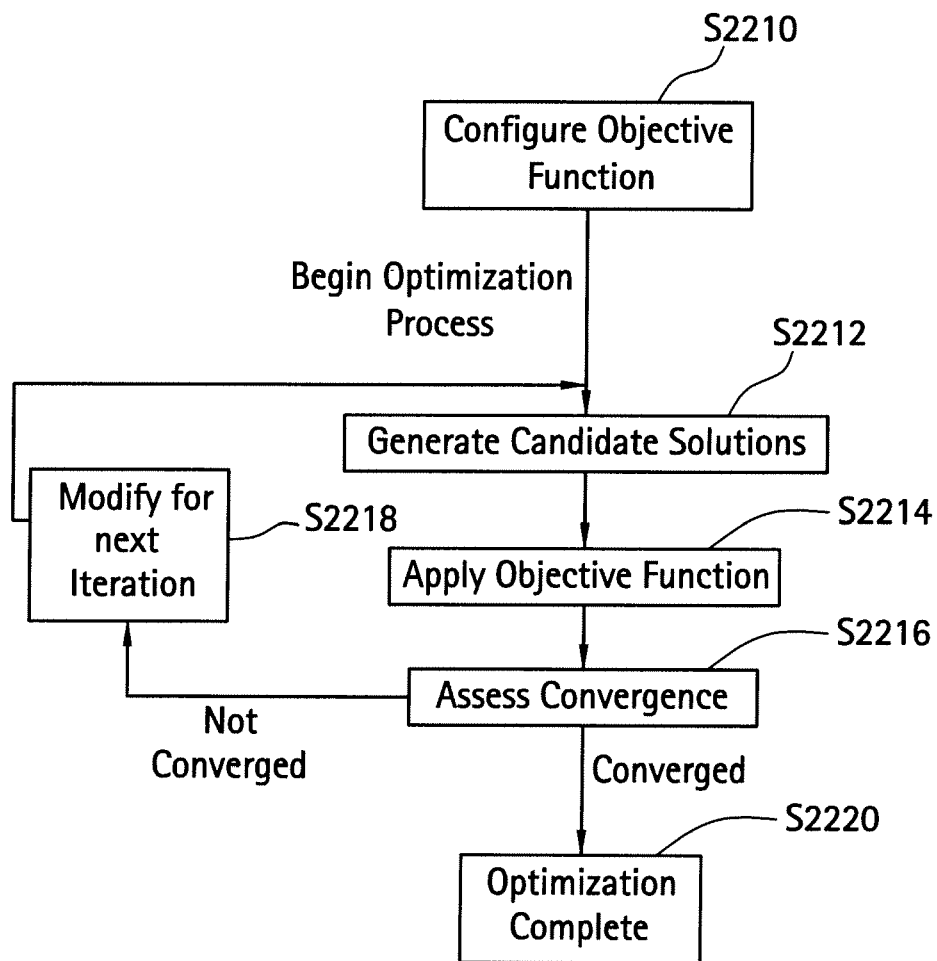 S2210
Configure Objective
Function
Begin Optimization
Process
S2212
Generate Candidate Solutions
Modify for
next
Iteration
S2218
S2214
Apply Objective Function
S2216
Assess Convergence
Not
Converged
Converged
S2220
Optimization
Complete